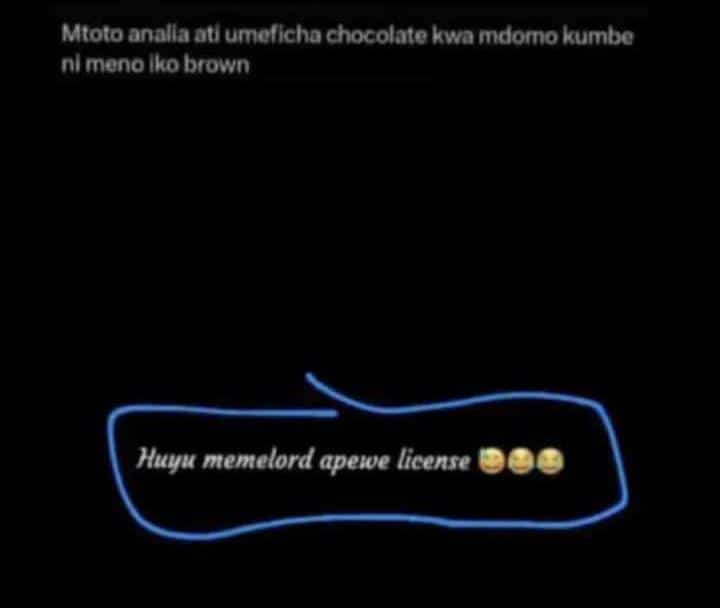 Mtoto analia ati umeficha chocolate kwa mdomo kumbe
ni meno iko brown
Huyu memelord apewe license 😅😂😂